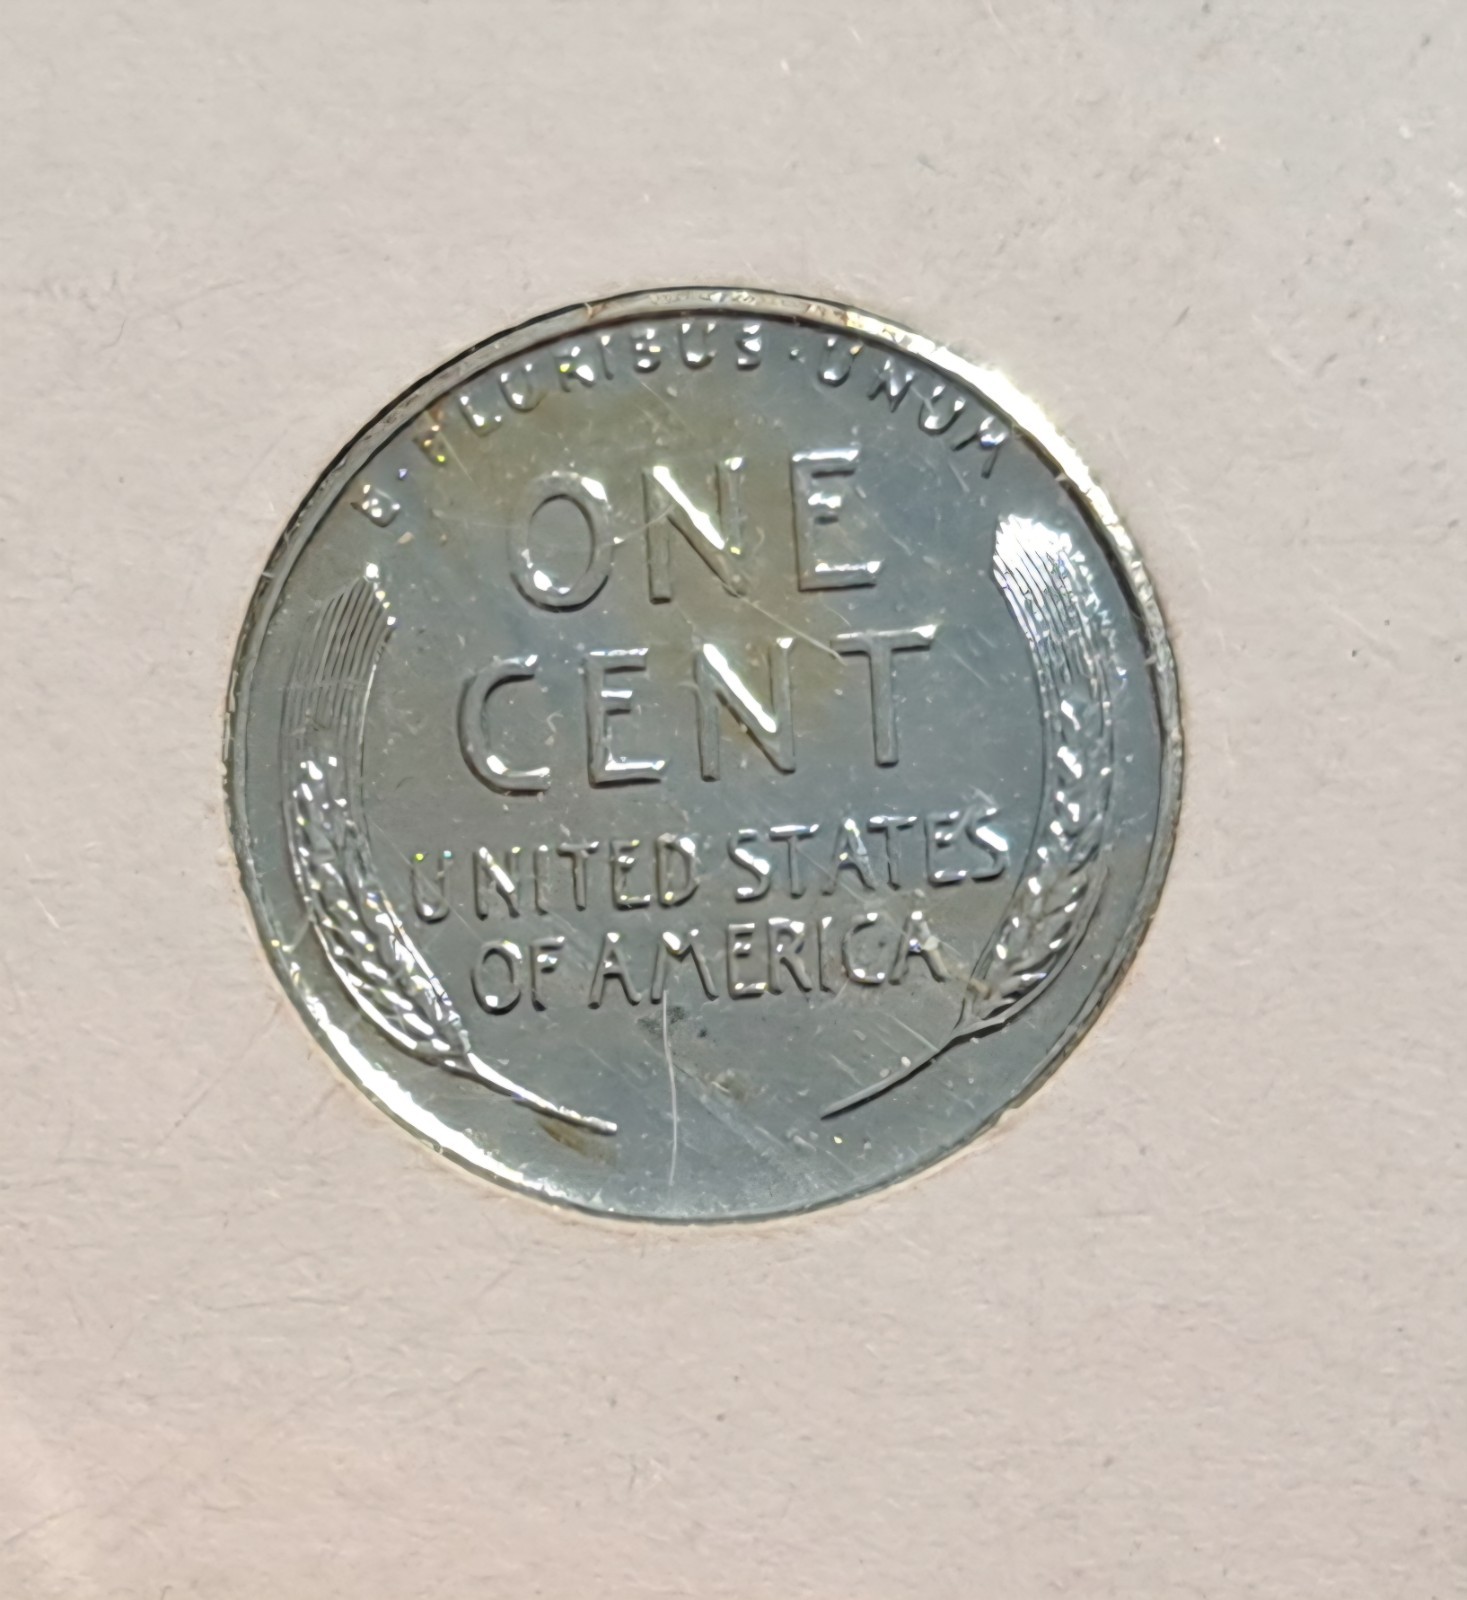 E·PLURIBUS·UNUM
ONE
CENT
UNITED STATES
OF AMERICA